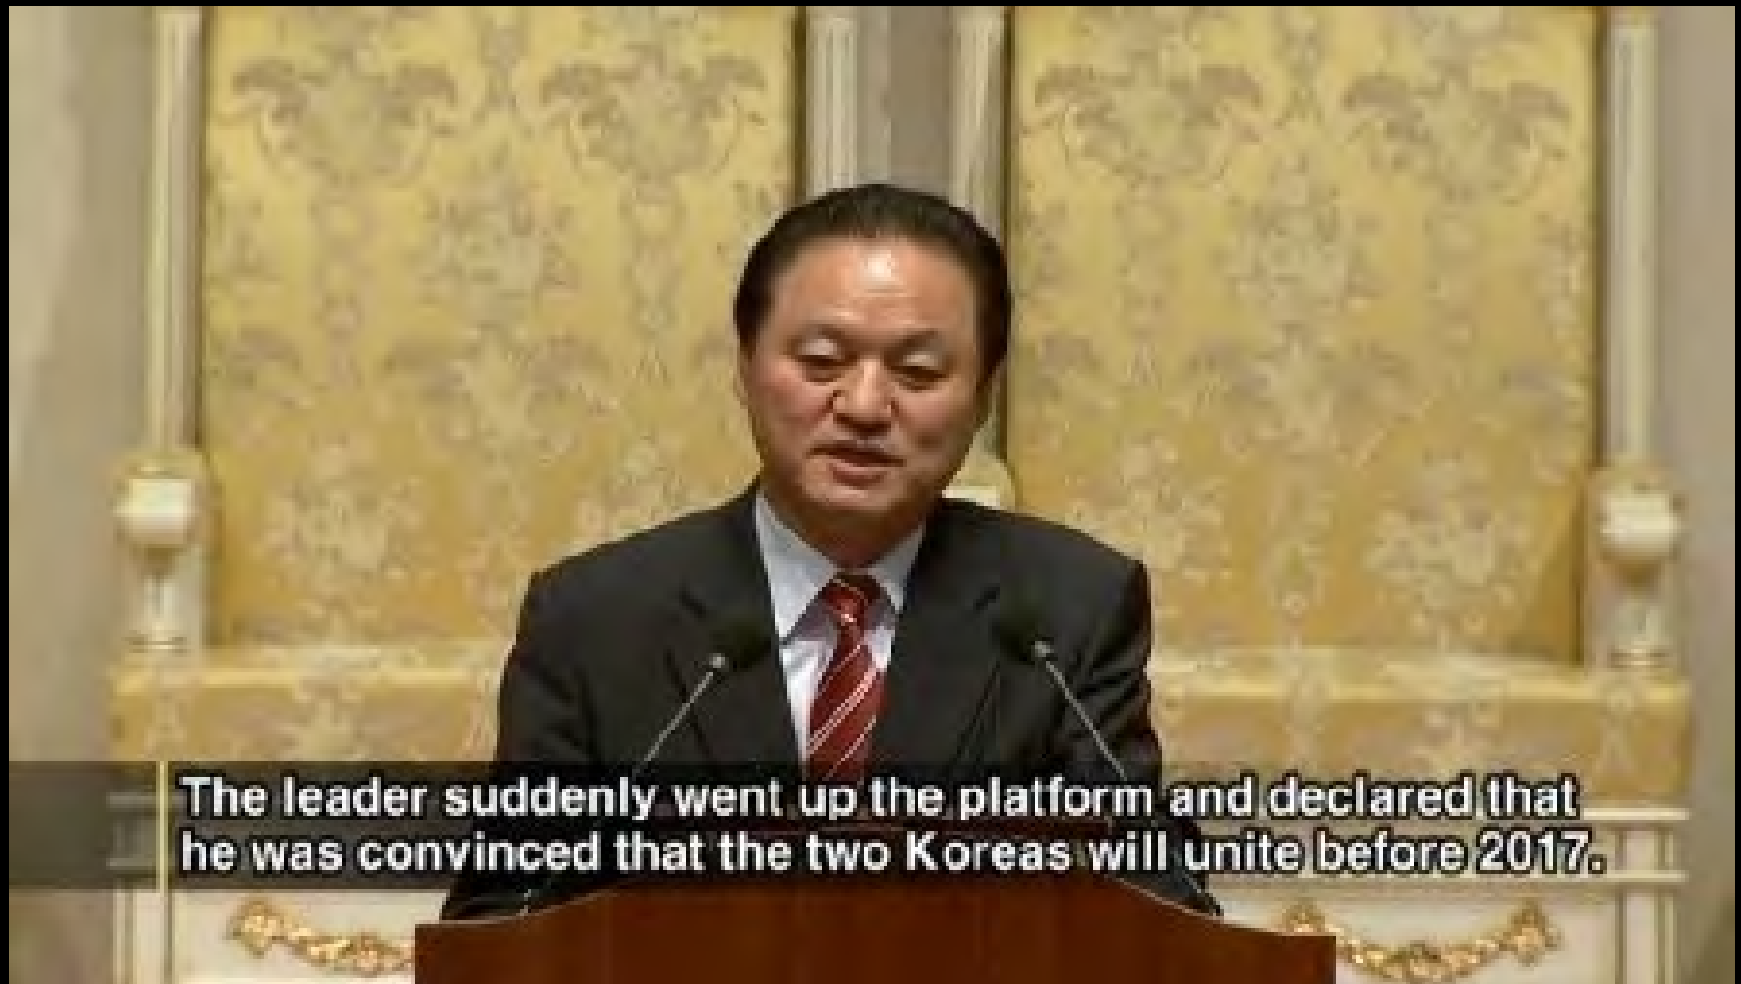 The leader suddenly went up the platform and declared that
he was convinced that the two Koreas will unite before 2017.